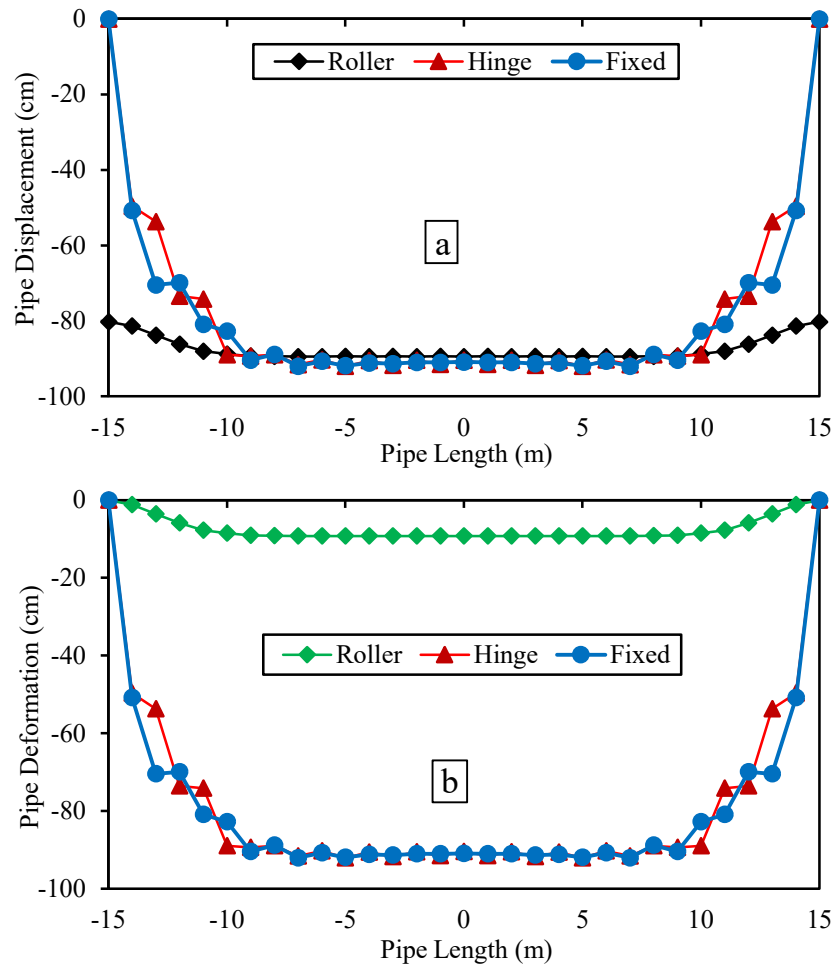 0
-20
-40
-60
-80
-100
Pipe Displacement (cm)
Roller Hinge Fixed
a
-15 -10 -5 0 5 10 15
Pipe Length (m)
0
-20
-40
-60
-80
-100
Pipe Deformation (cm)
Roller Hinge Fixed
b
-15 -10 -5 0 5 10 15
Pipe Length (m)